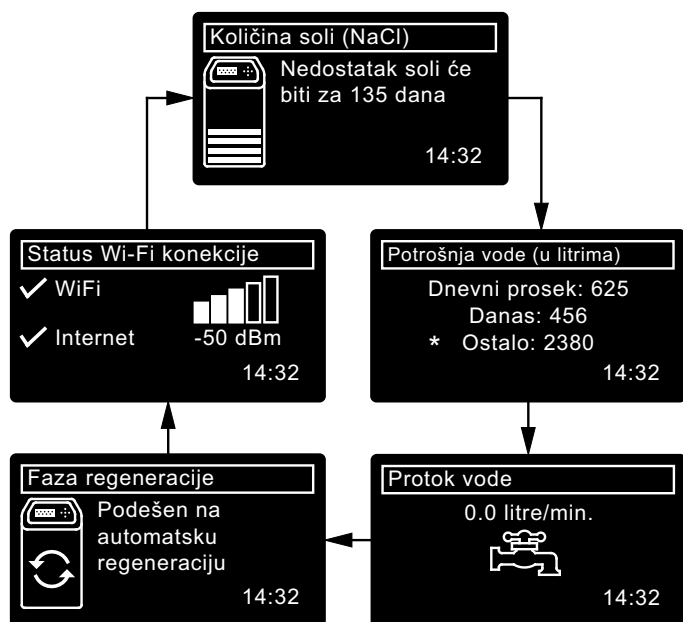 Količina soli (NaCl)
Nedostatak soli će
biti za 135 dana
14:32
Status Wi-Fi konekcije
WiFi
Internet
-50 dBm
14:32
Potrošnja vode (u litrima)
Dnevni prosek: 625
Danas: 456
* Ostalo: 2380
14:32
Faza regeneracije
Podešen na
automatsku
regeneraciju
14:32
Protok vode
0.0 litre/min.
14:32